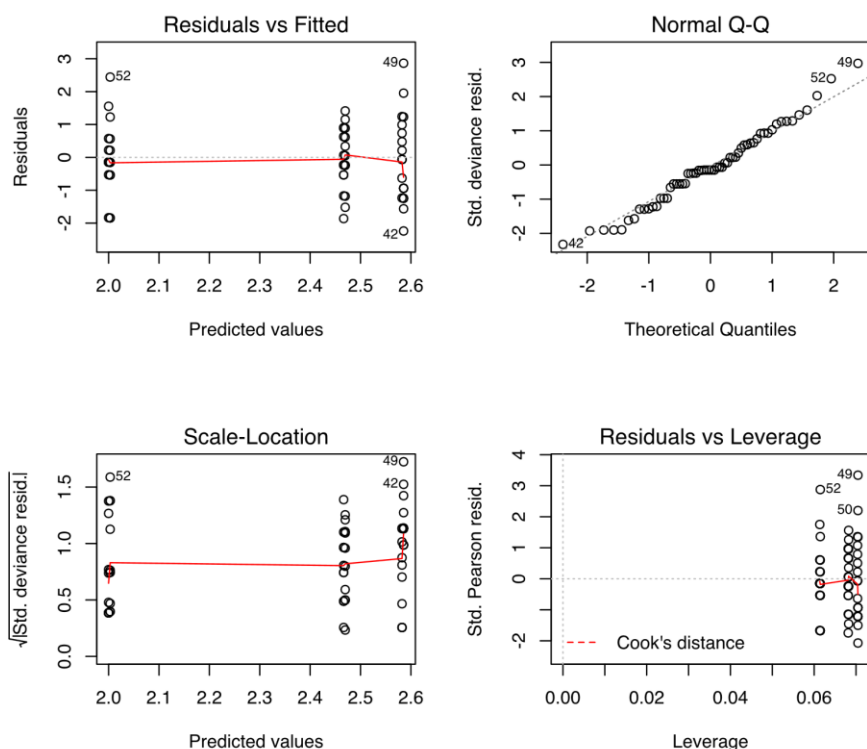 Residuals vs Fitted
Residuals
3
2
1
0
-1
-2
52
49
42
2.0 2.1 2.2 2.3 2.4 2.5 2.6
Predicted values
Normal Q-Q
Std. deviance resid.
3
2
1
0
-1
-2
49
52
42
-2 -1 0 1 2
Theoretical Quantiles
Scale-Location
√|Std. deviance resid.|
1.5
1.0
0.5
0.0
52
49
42
2.0 2.1 2.2 2.3 2.4 2.5 2.6
Predicted values
Residuals vs Leverage
Std. Pearson resid.
4
3
2
1
0
-2
49
52
50
Cook's distance
0.00 0.02 0.04 0.06
Leverage